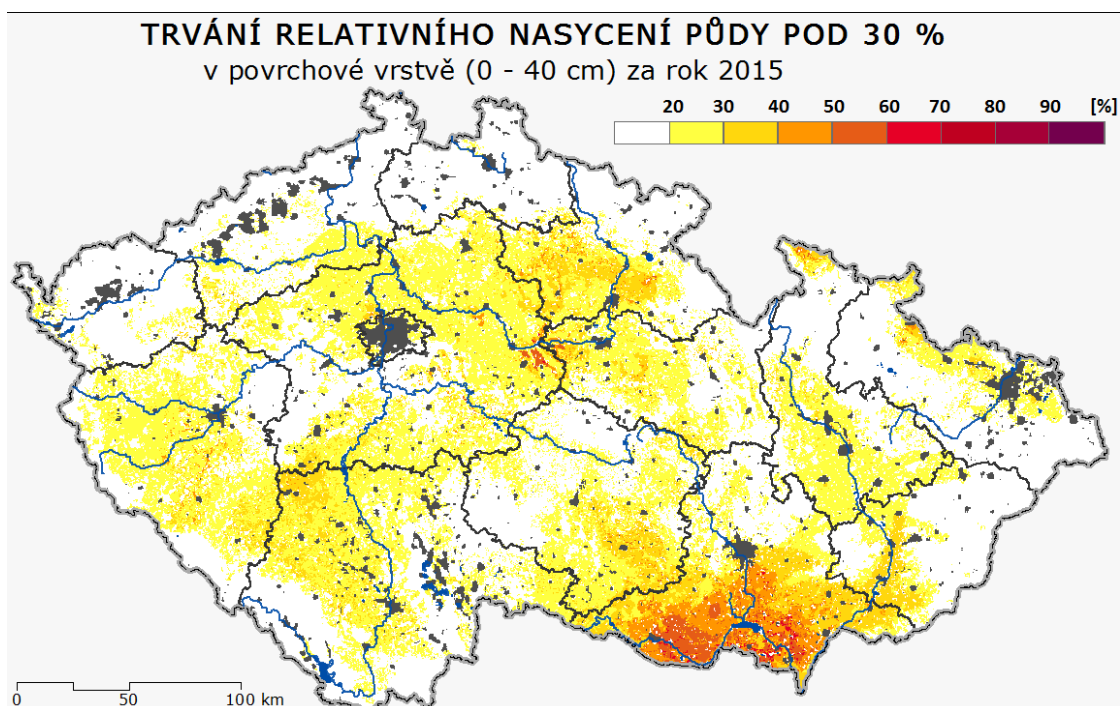 TRVÁNÍ RELATIVNÍHO NASYCENÍ PŮDY POD 30 %
v povrchové vrstvě (0 - 40 cm) za rok 2015
20 30 40 50 60 70 80 90 [%]
0 50 100 km